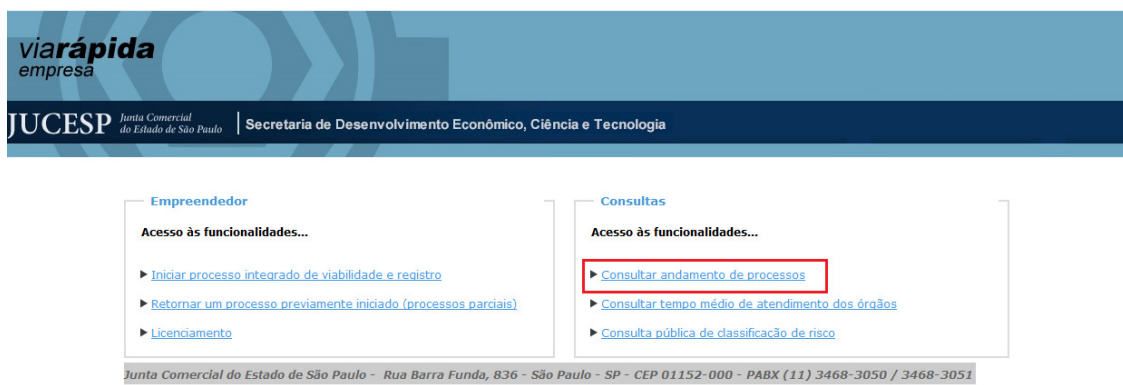 viarápida
empresa
JUCESP Junta Comercial do Estado de São Paulo Secretaria de Desenvolvimento Econômico, Ciência e Tecnologia
Empreendedor
Acesso às funcionalidades...
Iniciar processo integrado de viabilidade e registro
Retornar um processo previamente iniciado (processos parciais)
Licenciamento
Consultas
Acesso às funcionalidades...
Consultar andamento de processos
Consultar tempo médio de atendimento dos órgãos
Consulta pública de classificação de risco
Junta Comercial do Estado de São Paulo - Rua Barra Funda, 836 - São Paulo - SP - CEP 01152-000 - PABX (11) 3468-3050 / 3468-3051